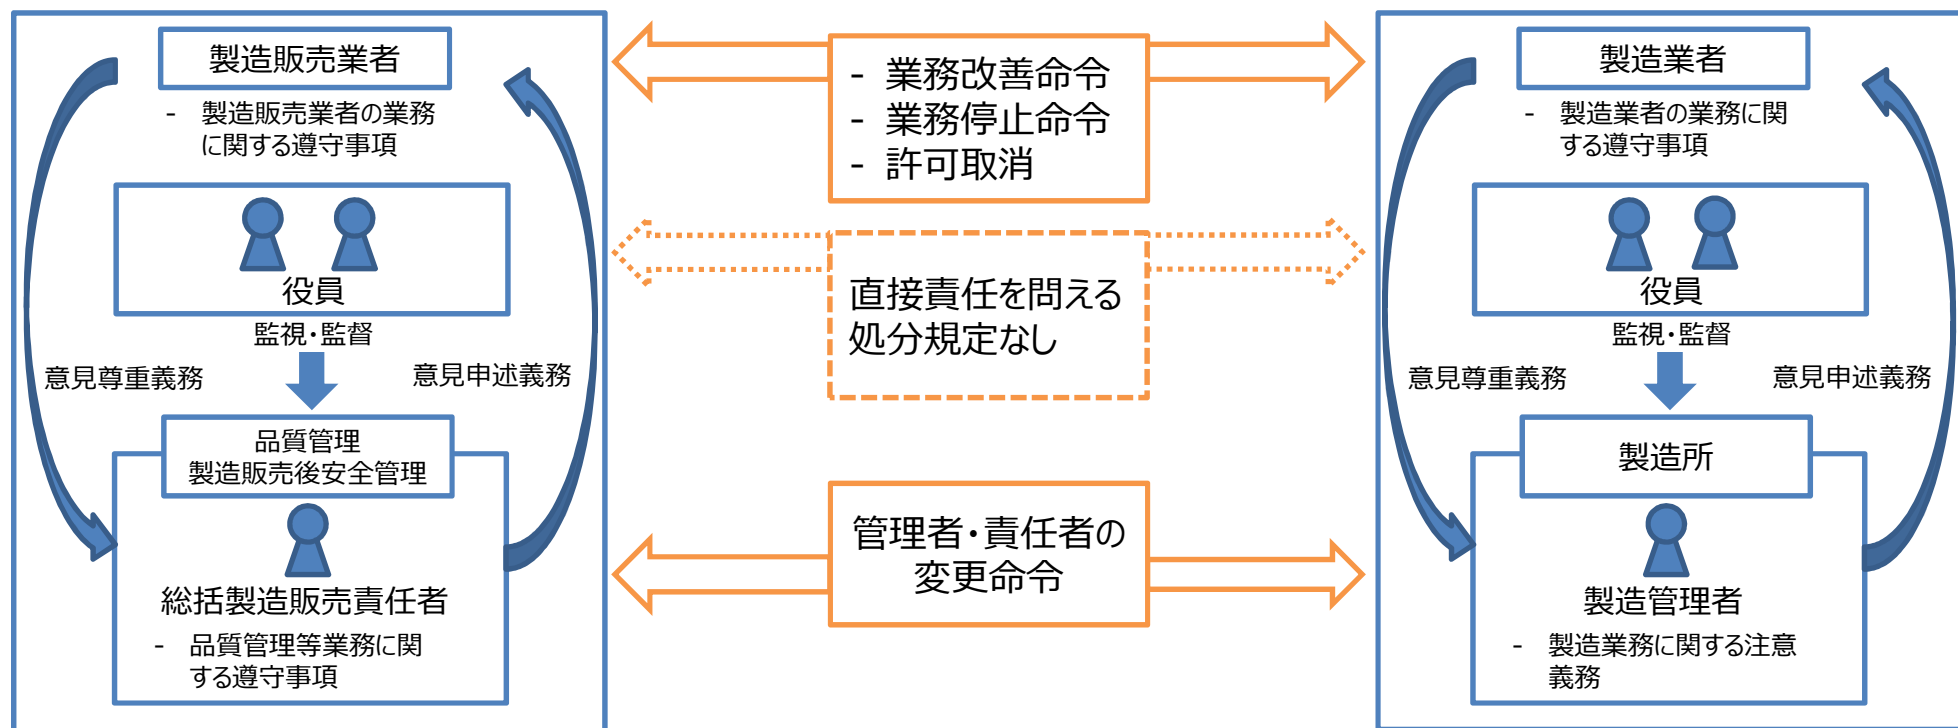 製造販売業者
- 製造販売業者の業務
に関する遵守事項
役員
監視・監督
意見尊重義務
意見申述義務
品質管理
製造販売後安全管理
総括製造販売責任者
- 品質管理等業務に関
する遵守事項
- 業務改善命令
- 業務停止命令
- 許可取消
直接責任を問える
処分規定なし
管理者・責任者の
変更命令
製造業者
- 製造業者の業務に関
する遵守事項
役員
監視・監督
意見尊重義務
意見申述義務
製造所
製造管理者
- 製造業務に関する注意
義務